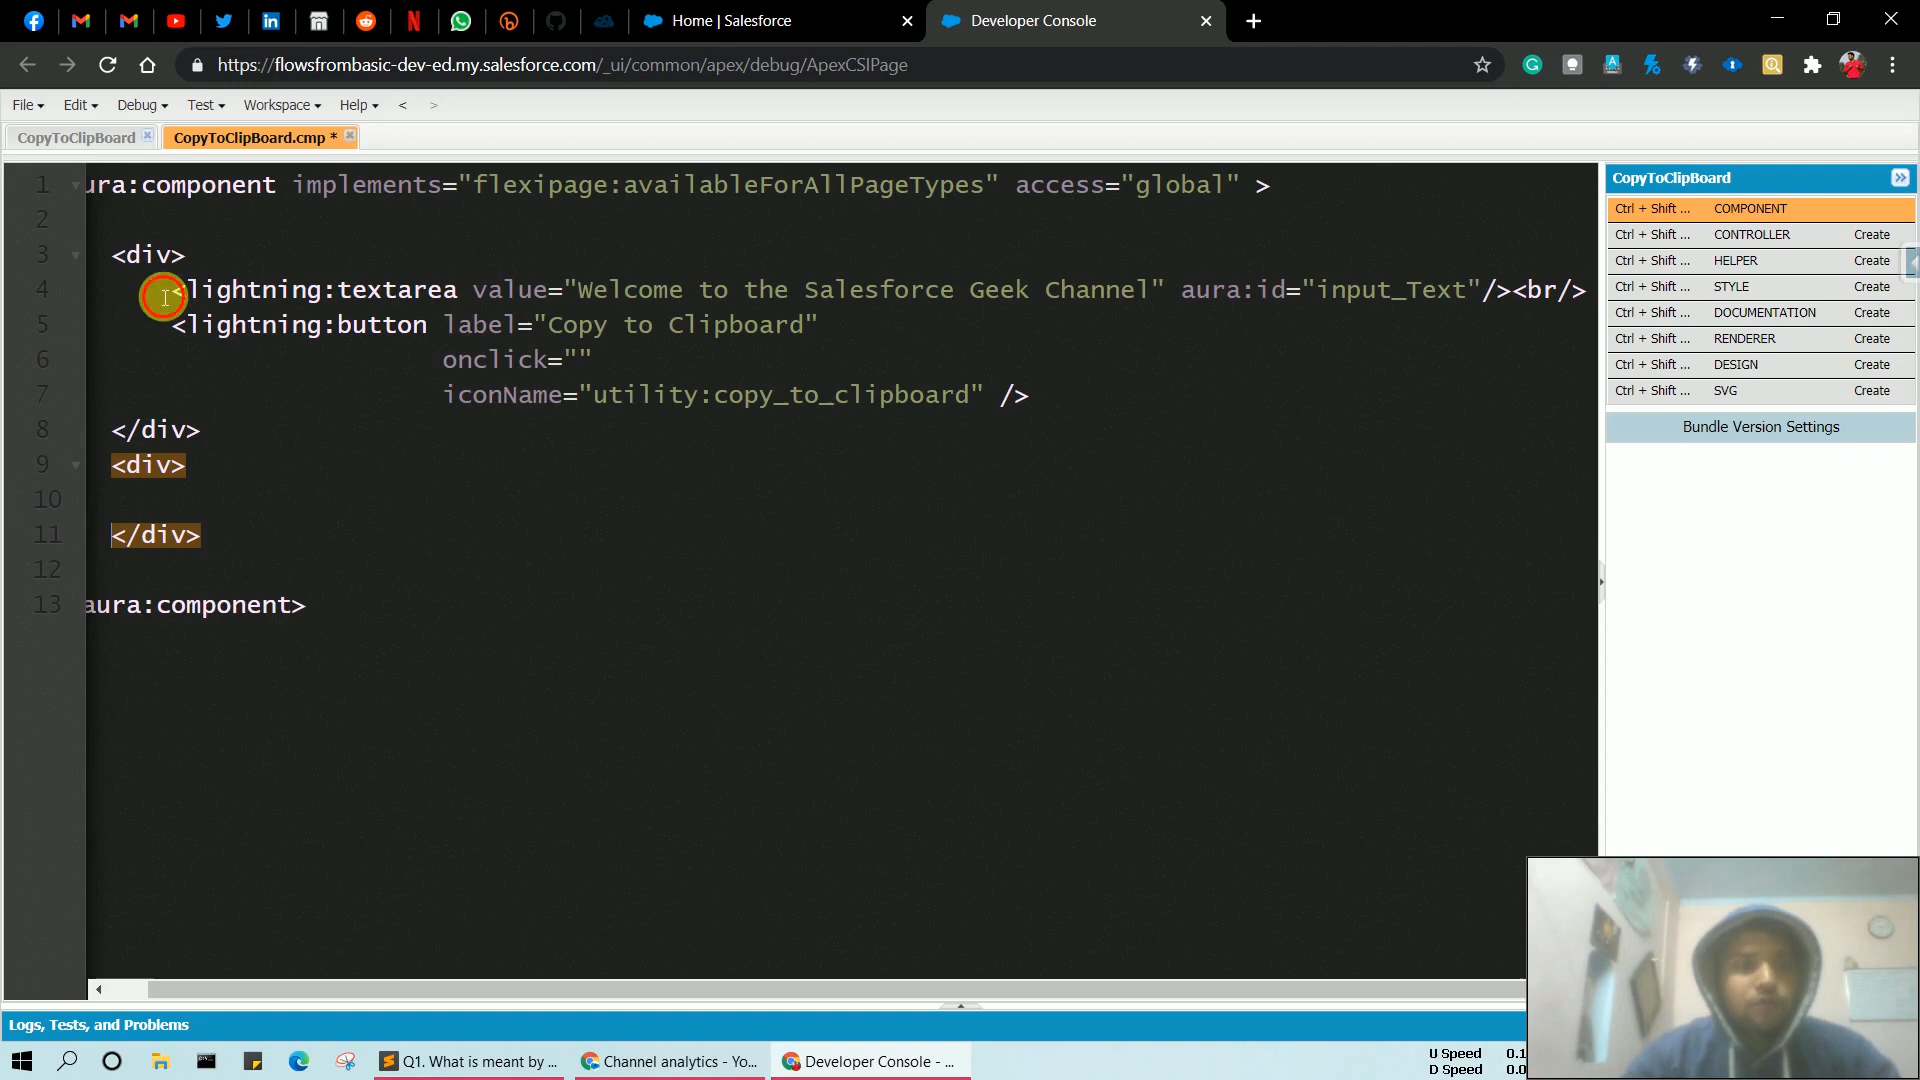 Home | Salesforce
Developer Console
https://flowsfrombasic-dev-ed.my.salesforce.com/_ui/common/apex/debug/ApexCSIPage
File Edit Debug Test Workspace Help < >
CopyToClipBoard
CopyToClipBoard.cmp *
1 ura:component implements="flexipage:availableForAllPageTypes" access="global" >
2
3 <div>
4 <lightning:textarea value="Welcome to the Salesforce Geek Channel" aura:id="input_Text"/><br/>
5 <lightning:button label="Copy to Clipboard"
6 onclick=""
7 iconName="utility:copy_to_clipboard" />
8 </div>
9 <div>
10
11 </div>
12
13 aura:component>
CopyToClipBoard
Ctrl + Shift ... COMPONENT
Ctrl + Shift ... CONTROLLER Create
Ctrl + Shift ... HELPER Create
Ctrl + Shift ... STYLE Create
Ctrl + Shift ... DOCUMENTATION Create
Ctrl + Shift ... RENDERER Create
Ctrl + Shift ... DESIGN Create
Ctrl + Shift ... SVG Create
Bundle Version Settings
Logs, Tests, and Problems
Q1. What is meant by ...
Channel analytics - Yo...
Developer Console - ...
U Speed 0.1
D Speed 0.0